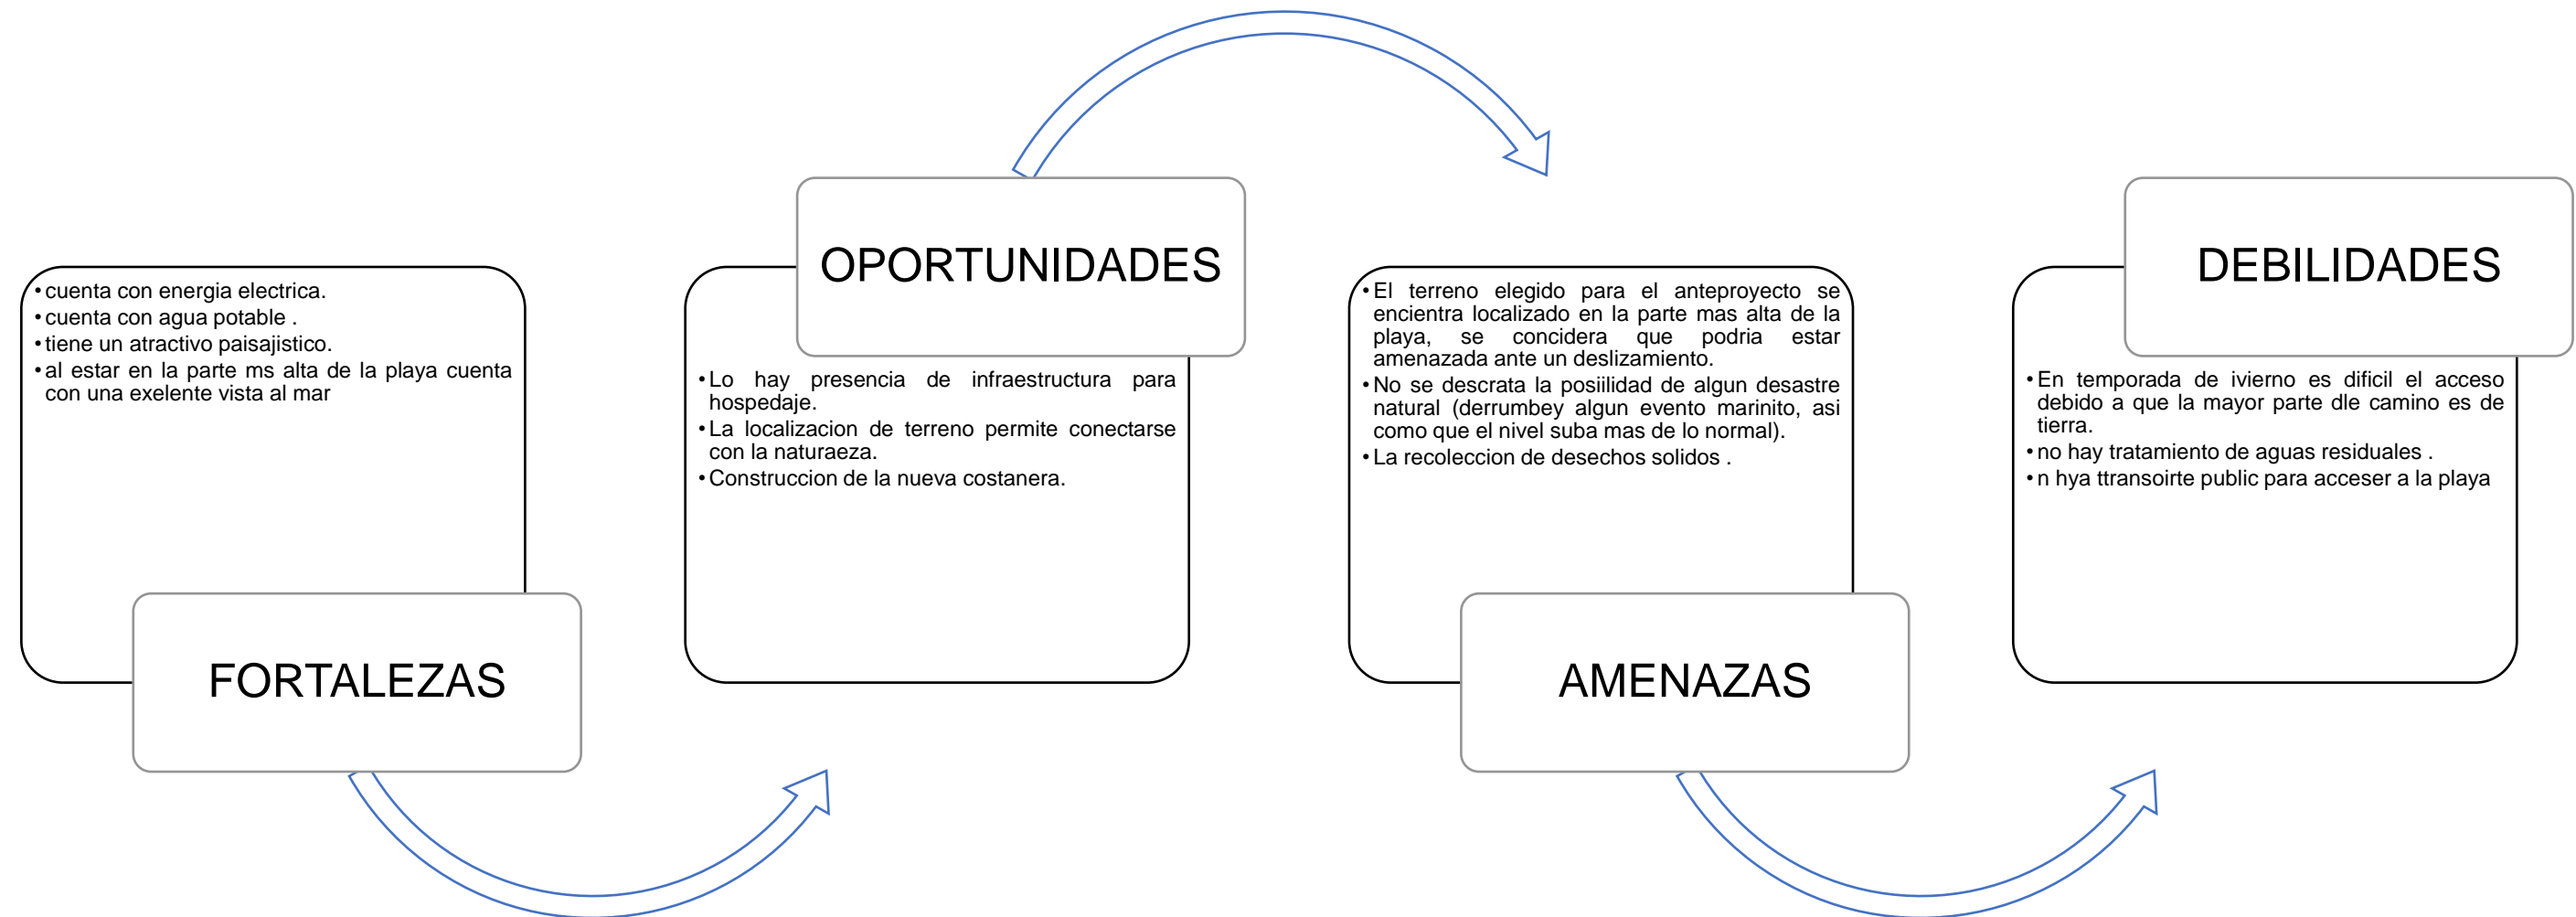 • cuenta con energia electrica.
• cuenta con agua potable .
• tiene un atractivo paisajistico.
• al estar en la parte ms alta de la playa cuenta
con una exelente vista al mar
FORTALEZAS
OPORTUNIDADES
• Lo hay presencia de infraestructura para
hospedaje.
• La localizacion de terreno permite conectarse
con la naturaeza.
• Construccion de la nueva costanera.
• El terreno elegido para el anteproyecto se
encientra localizado en la parte mas alta de la
playa, se concidera que podria estar
amenazada ante un deslizamiento.
• No se descrata la posiilidad de algun desastre
natural (derrumbey algun evento marinito, asi
como que el nivel suba mas de lo normal).
• La recoleccion de desechos solidos .
AMENAZAS
DEBILIDADES
• En temporada de ivierno es dificil el acceso
debido a que la mayor parte dle camino es de
tierra.
• no hay tratamiento de aguas residuales .
• n hya ttransoirte public para acceser a la playa